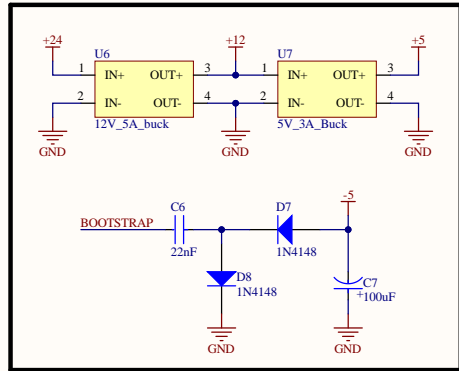 +24 +12 +5
U6 U7
1 IN+ OUT+ 3 1 IN+ OUT+ 3
2 IN- OUT- 4 2 IN- OUT- 4
12V_5A_buck 5V_3A_Buck
GND GND GND
C6 D7 -5
BOOTSTRAP
22nF 1N4148
D8 C7
1N4148 +100uF
GND GND